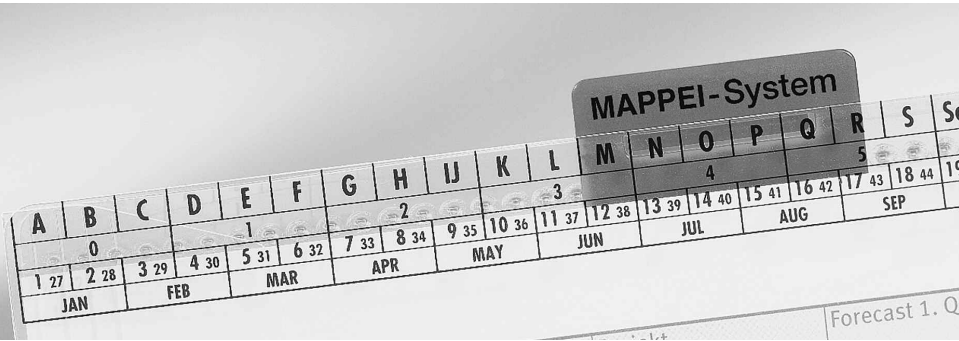 MAPPEI-System
A B C D E F G H IJ K L M N O P Q R S
0 1 2 3 4 5
1 27 2 28 3 29 4 30 5 31 6 32 7 33 8 34 9 35 10 36 11 37 12 38 13 39 14 40 15 41 16 42 17 43 18 44
JAN FEB MAR APR MAY JUN JUL AUG SEP
Forecast 1. Q